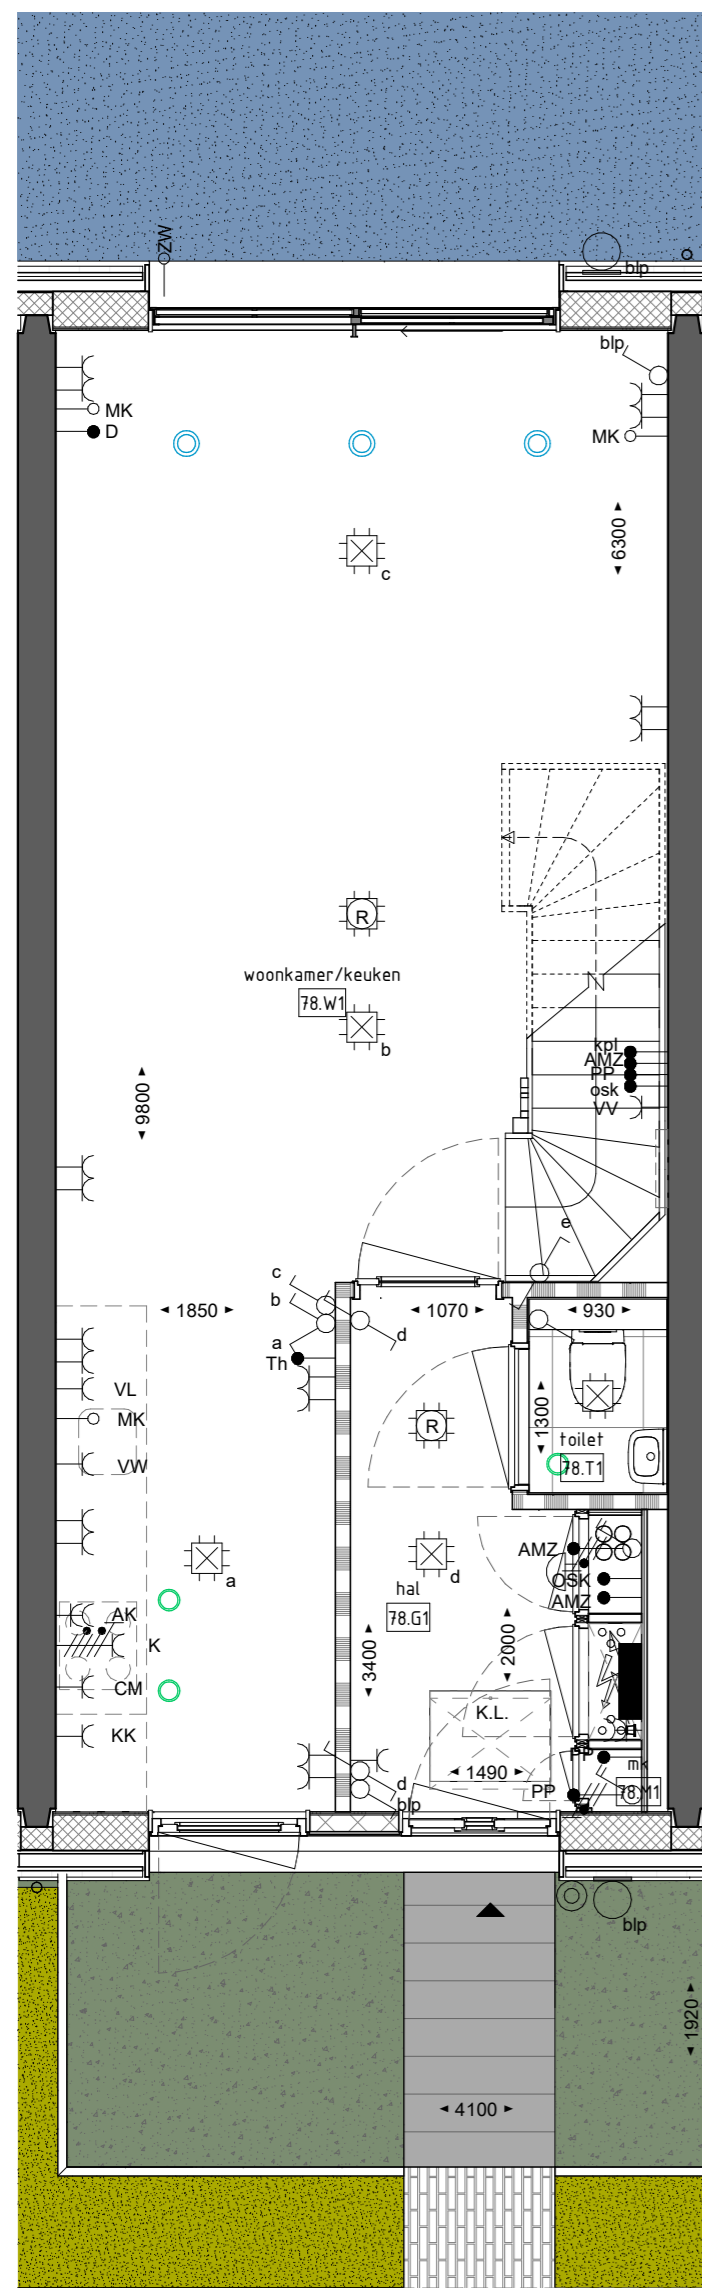 ZW
blp
blp
MK
D
MK
6300
c
R
woonkamer/keuken
78.W1
b
kpl
AMZ
PP
osk
VV
9800
e
c
b
a
Th
d
1850
1070
930
VL
MK
VW
R
1300
toilet
78.T1
a
AMZ
OSK
AMZ
d
hal
78.G1
AK
K
CM
KK
3400
2000
K.L.
1490
PP
mk
PP
78.M1
d
blp
blp
1920
4100